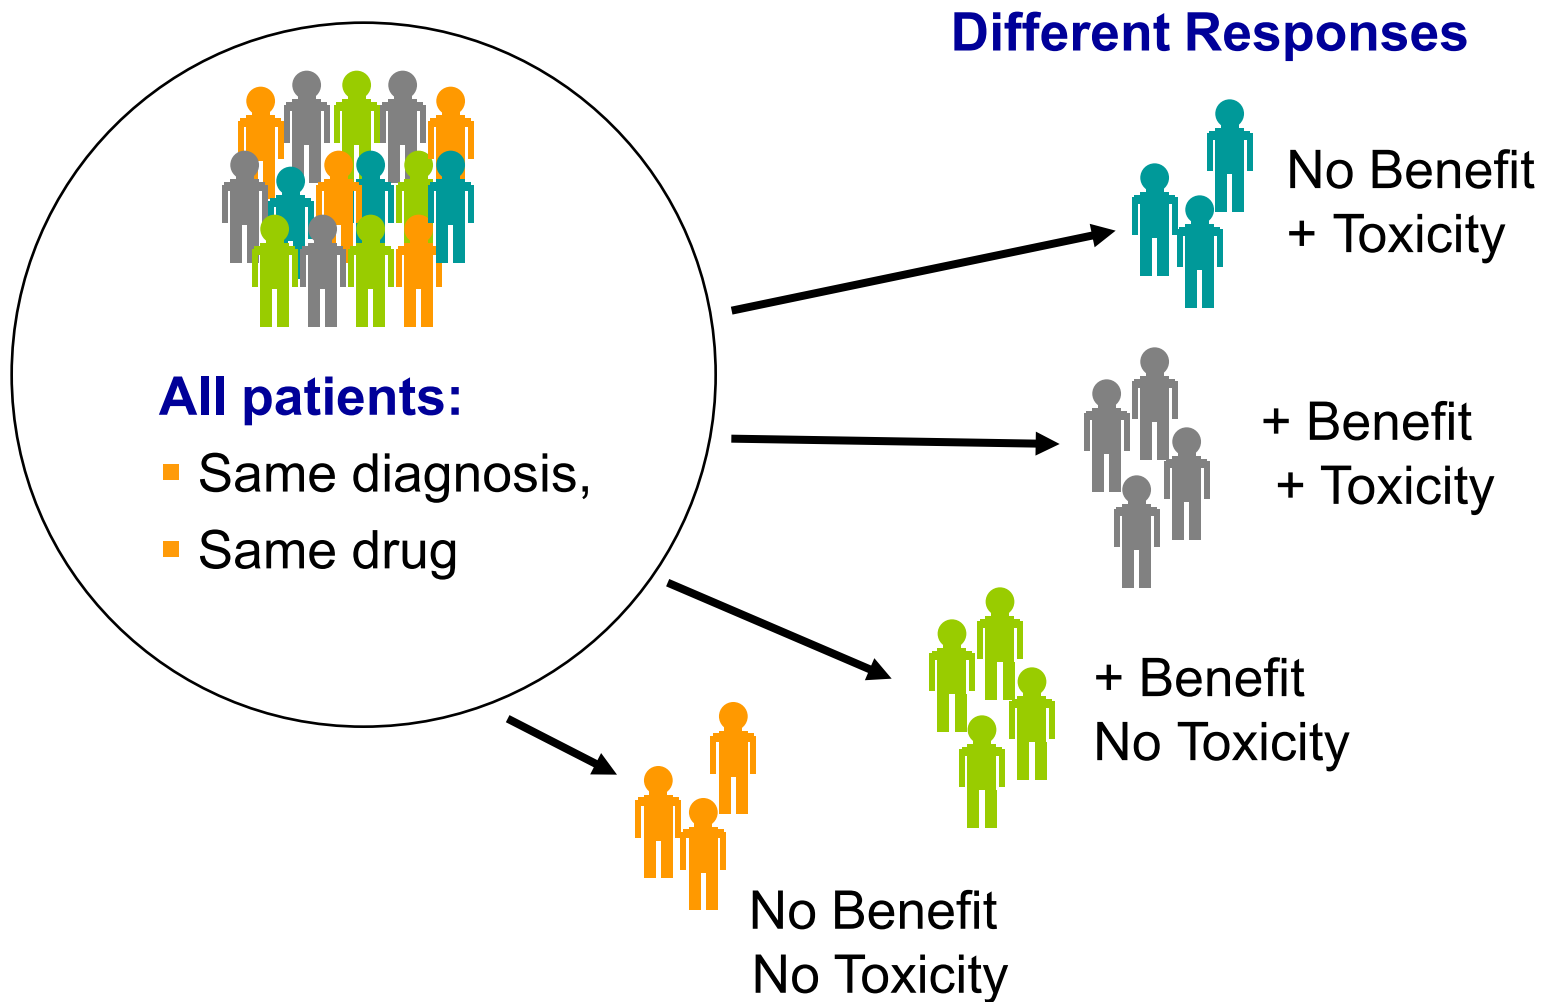 Different Responses
No Benefit
+ Toxicity
All patients:
Same diagnosis,
Same drug
+ Benefit
+ Toxicity
+ Benefit
No Toxicity
No Benefit
No Toxicity